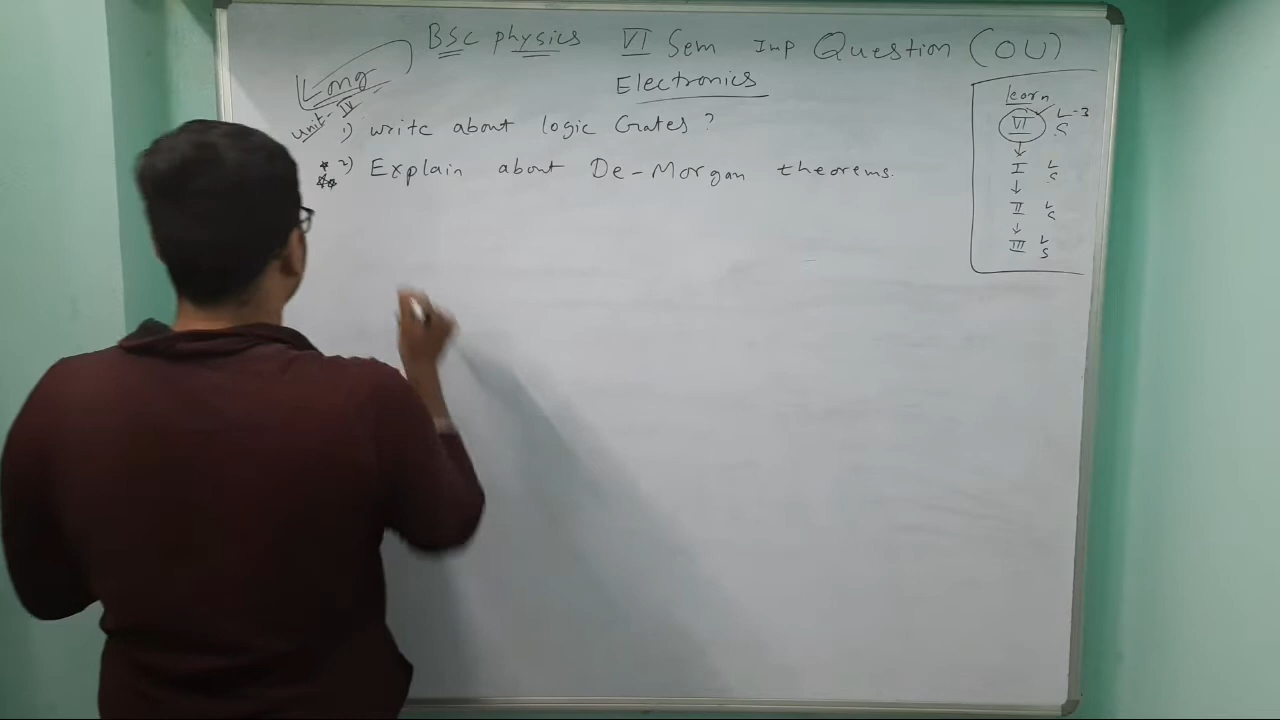 BSC physics VI Sem Imp Question (OU)
Electronics
Long
Unit-IV
1) write about logic Gates ?
2) Explain about De-Morgan theorems.
learn
VI L-3
S
I L
S
II L
S
III L
S